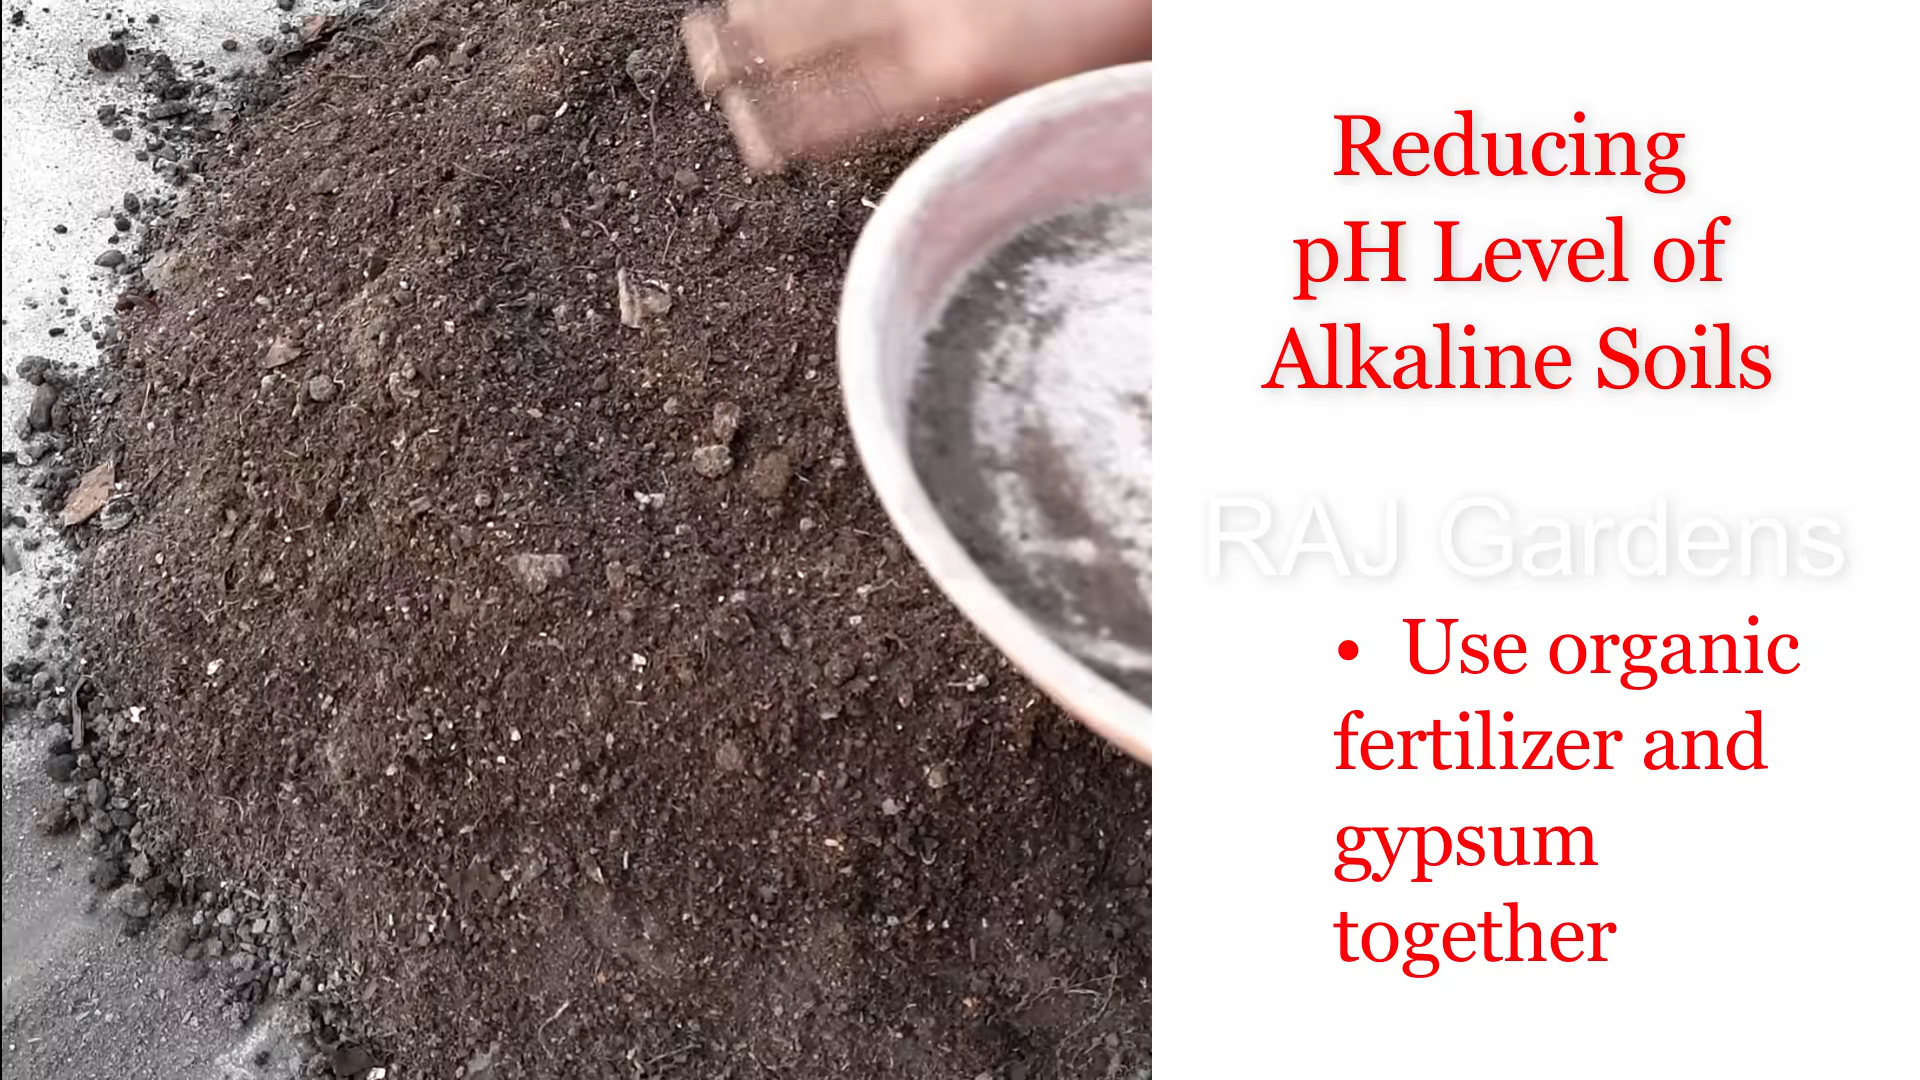 Reducing
pH Level of
Alkaline Soils
RAJ Gardens
• Use organic
fertilizer and
gypsum
together